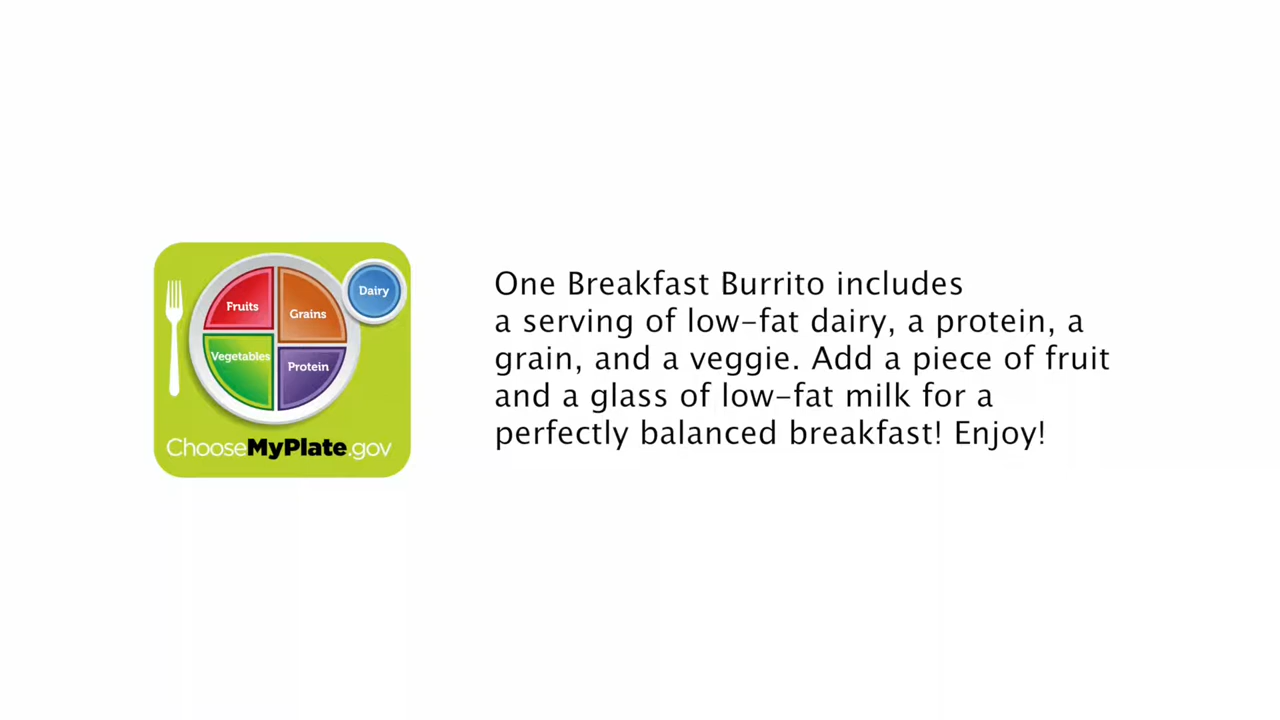 Fruits
Grains
Dairy
Vegetables
Protein
ChooseMyPlate.gov
One Breakfast Burrito includes
a serving of low-fat dairy, a protein, a
grain, and a veggie. Add a piece of fruit
and a glass of low-fat milk for a
perfectly balanced breakfast! Enjoy!